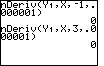 nDeriv(Y₁,X,-1,.
000001)
0
nDeriv(Y₁,X,3,.0
00001)
0